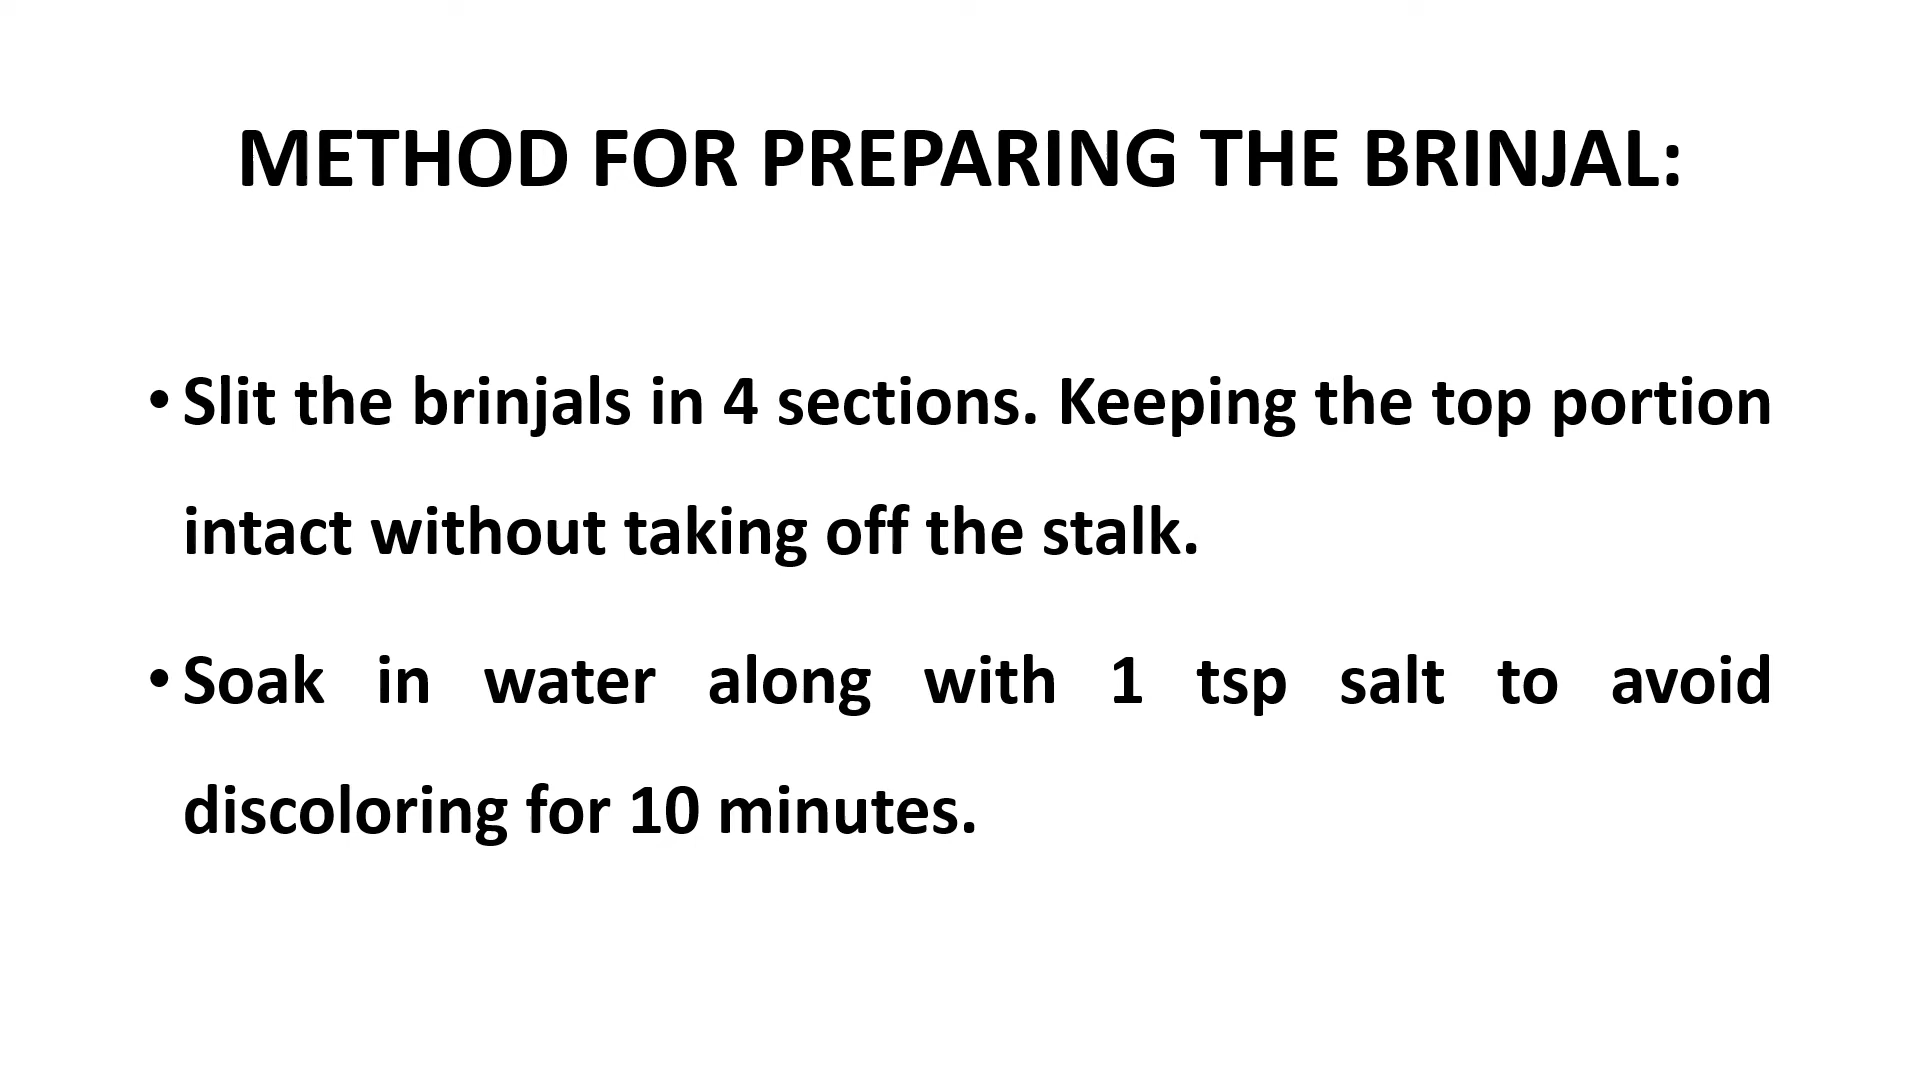 METHOD FOR PREPARING THE BRINJAL:
• Slit the brinjals in 4 sections. Keeping the top portion
intact without taking off the stalk.
• Soak in water along with 1 tsp salt to avoid
discoloring for 10 minutes.